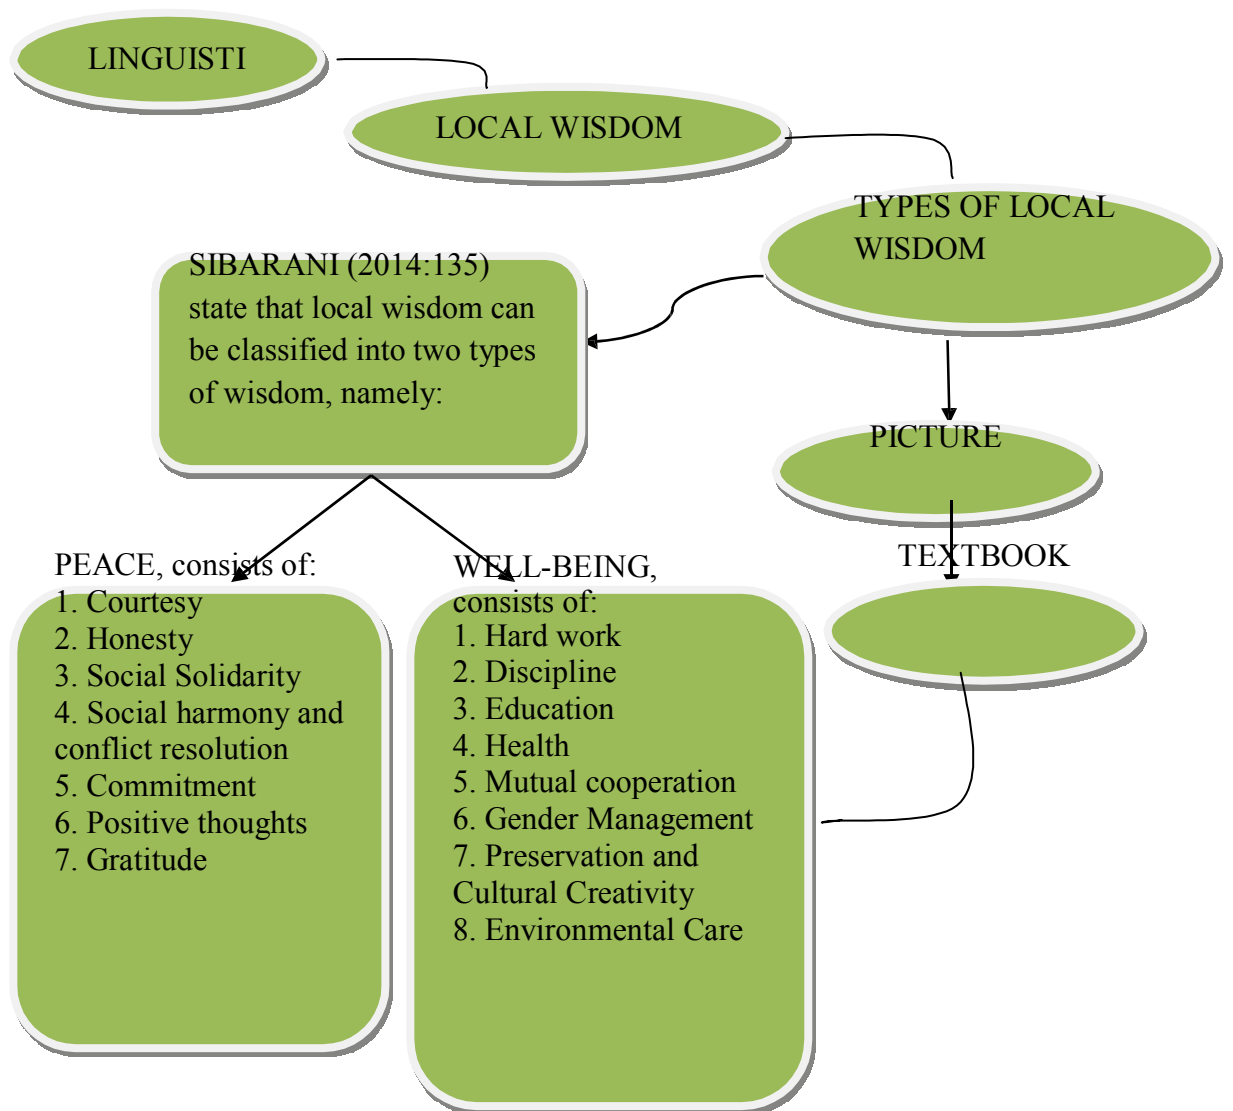 LINGUISTI
LOCAL WISDOM
TYPES OF LOCAL
WISDOM
SIBARANI (2014:135)
state that local wisdom can
be classified into two types
of wisdom, namely:
PICTURE
TEXTBOOK
PEACE, consists of:
1. Courtesy
2. Honesty
3. Social Solidarity
4. Social harmony and
conflict resolution
5. Commitment
6. Positive thoughts
7. Gratitude
WELL-BEING,
consists of:
1. Hard work
2. Discipline
3. Education
4. Health
5. Mutual cooperation
6. Gender Management
7. Preservation and
Cultural Creativity
8. Environmental Care